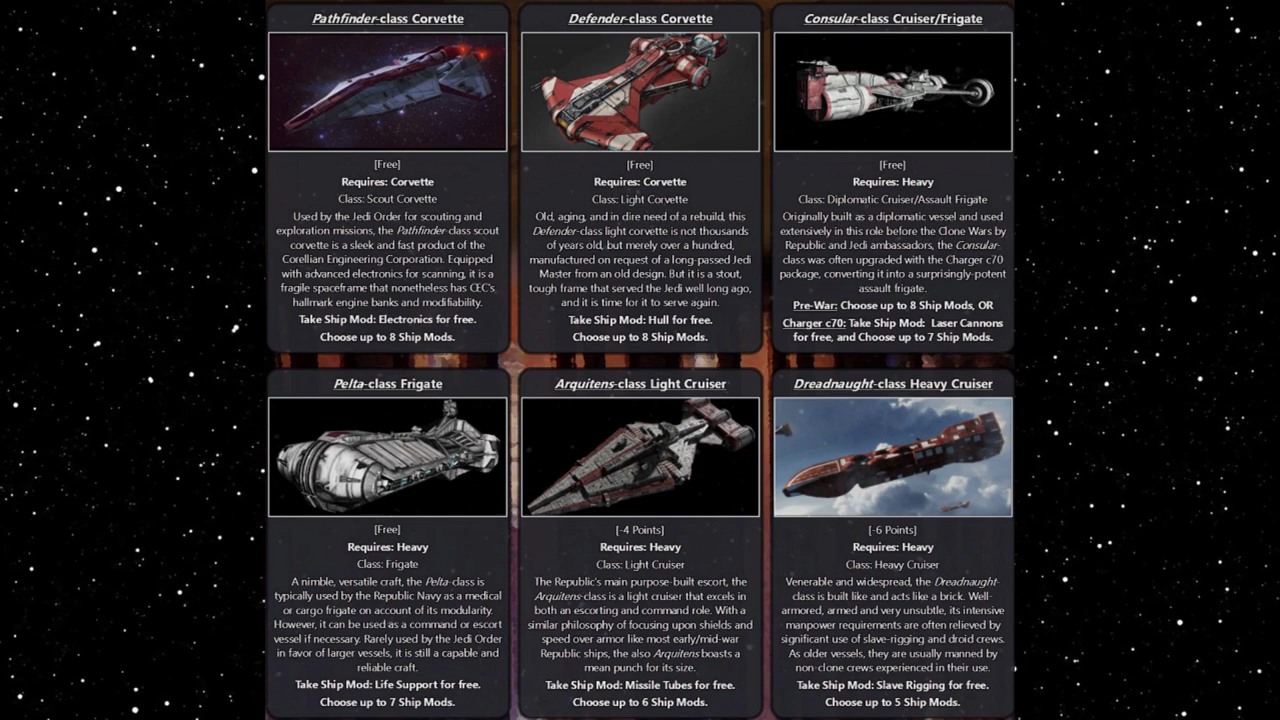 Pathfinder-class Corvette
[Free]
Requires: Corvette
Class: Scout Corvette
Used by the Jedi Order for scouting and
exploration missions, the Pathfinder-class scout
corvette is a sleek and fast product of the
Corellian Engineering Corporation. Equipped
with advanced electronics for scanning, it is a
fragile spaceframe that nonetheless has CEC's
hallmark engine banks and modifiability.
Take Ship Mod: Electronics for free.
Choose up to 8 Ship Mods.
Defender-class Corvette
[Free]
Requires: Corvette
Class: Light Corvette
Old, aging, and in dire need of a rebuild, this
Defender-class light corvette is not thousands
of years old, but merely over a hundred,
manufactured on request of a long-passed Jedi
Master from an old design. But it is a stout,
tough frame that served the Jedi well long ago,
and it is time for it to serve again.
Take Ship Mod: Hull for free.
Choose up to 8 Ship Mods.
Consular-class Cruiser/Frigate
[Free]
Requires: Heavy
Class: Diplomatic Cruiser/Assault Frigate
Originally built as a diplomatic vessel and used
extensively in this role before the Clone Wars by
Republic and Jedi ambassadors, the Consular-
class was often upgraded with the Charger c70
package, converting it into a surprisingly-potent
assault frigate.
Pre-War: Choose up to 8 Ship Mods, OR
Charger c70: Take Ship Mod: Laser Cannons
for free, and Choose up to 7 Ship Mods.
Pelta-class Frigate
[Free]
Requires: Heavy
Class: Frigate
A nimble, versatile craft, the Pelta-class is
typically used by the Republic Navy as a medical
or cargo frigate on account of its modularity.
However, it can be used as a command or escort
vessel if necessary. Rarely used by the Jedi Order
in favor of larger vessels, it is still a capable and
reliable craft.
Take Ship Mod: Life Support for free.
Choose up to 7 Ship Mods.
Arquitens-class Light Cruiser
[-4 Points]
Requires: Heavy
Class: Light Cruiser
The Republic's main purpose-built escort, the
Arquitens-class is a light cruiser that excels in
both an escorting and command role. With a
similar philosophy of focusing upon shields and
speed over armor like most early/mid-war
Republic ships, the also Arquitens boasts a
mean punch for its size.
Take Ship Mod: Missile Tubes for free.
Choose up to 6 Ship Mods.
Dreadnaught-class Heavy Cruiser
[-6 Points]
Requires: Heavy
Class: Heavy Cruiser
Venerable and widespread, the Dreadnaught-
class is built like and acts like a brick. Well-
armored, armed and very unsubtle, its intensive
manpower requirements are often relieved by
significant use of slave-rigging and droid crews.
As older vessels, they are usually manned by
non-clone crews experienced in their use.
Take Ship Mod: Slave Rigging for free.
Choose up to 5 Ship Mods.